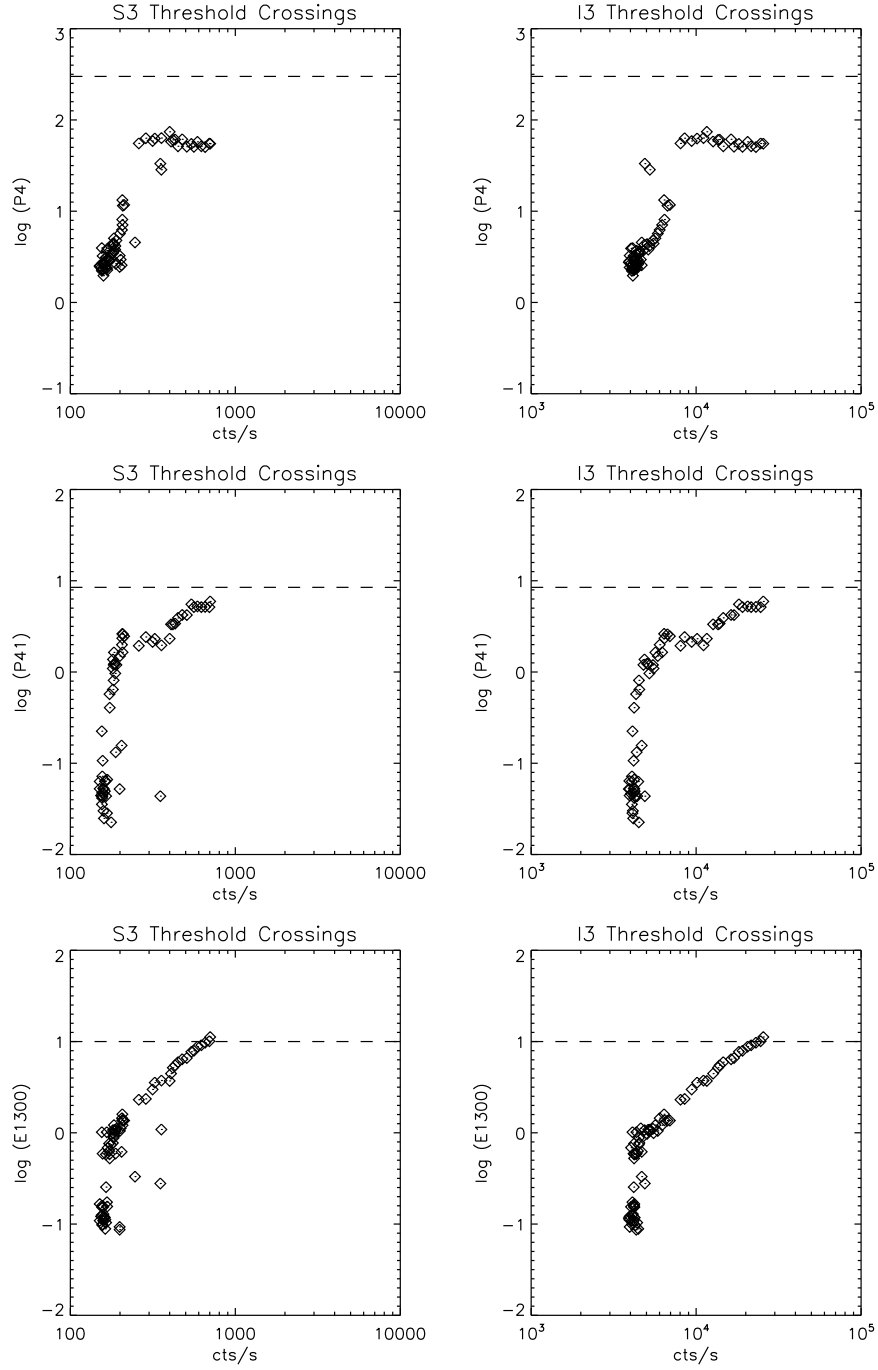 S3 Threshold Crossings
I3 Threshold Crossings
3
2
1
0
−1
log (P4)
100
1000
10000
cts/s
3
2
1
0
−1
log (P4)
10³
10⁴
10⁵
cts/s
S3 Threshold Crossings
I3 Threshold Crossings
2
1
0
−1
−2
log (P41)
100
1000
10000
cts/s
2
1
0
−1
−2
log (P41)
10³
10⁴
10⁵
cts/s
S3 Threshold Crossings
I3 Threshold Crossings
2
1
0
−1
−2
log (E1300)
100
1000
10000
cts/s
2
1
0
−1
−2
log (E1300)
10³
10⁴
10⁵
cts/s